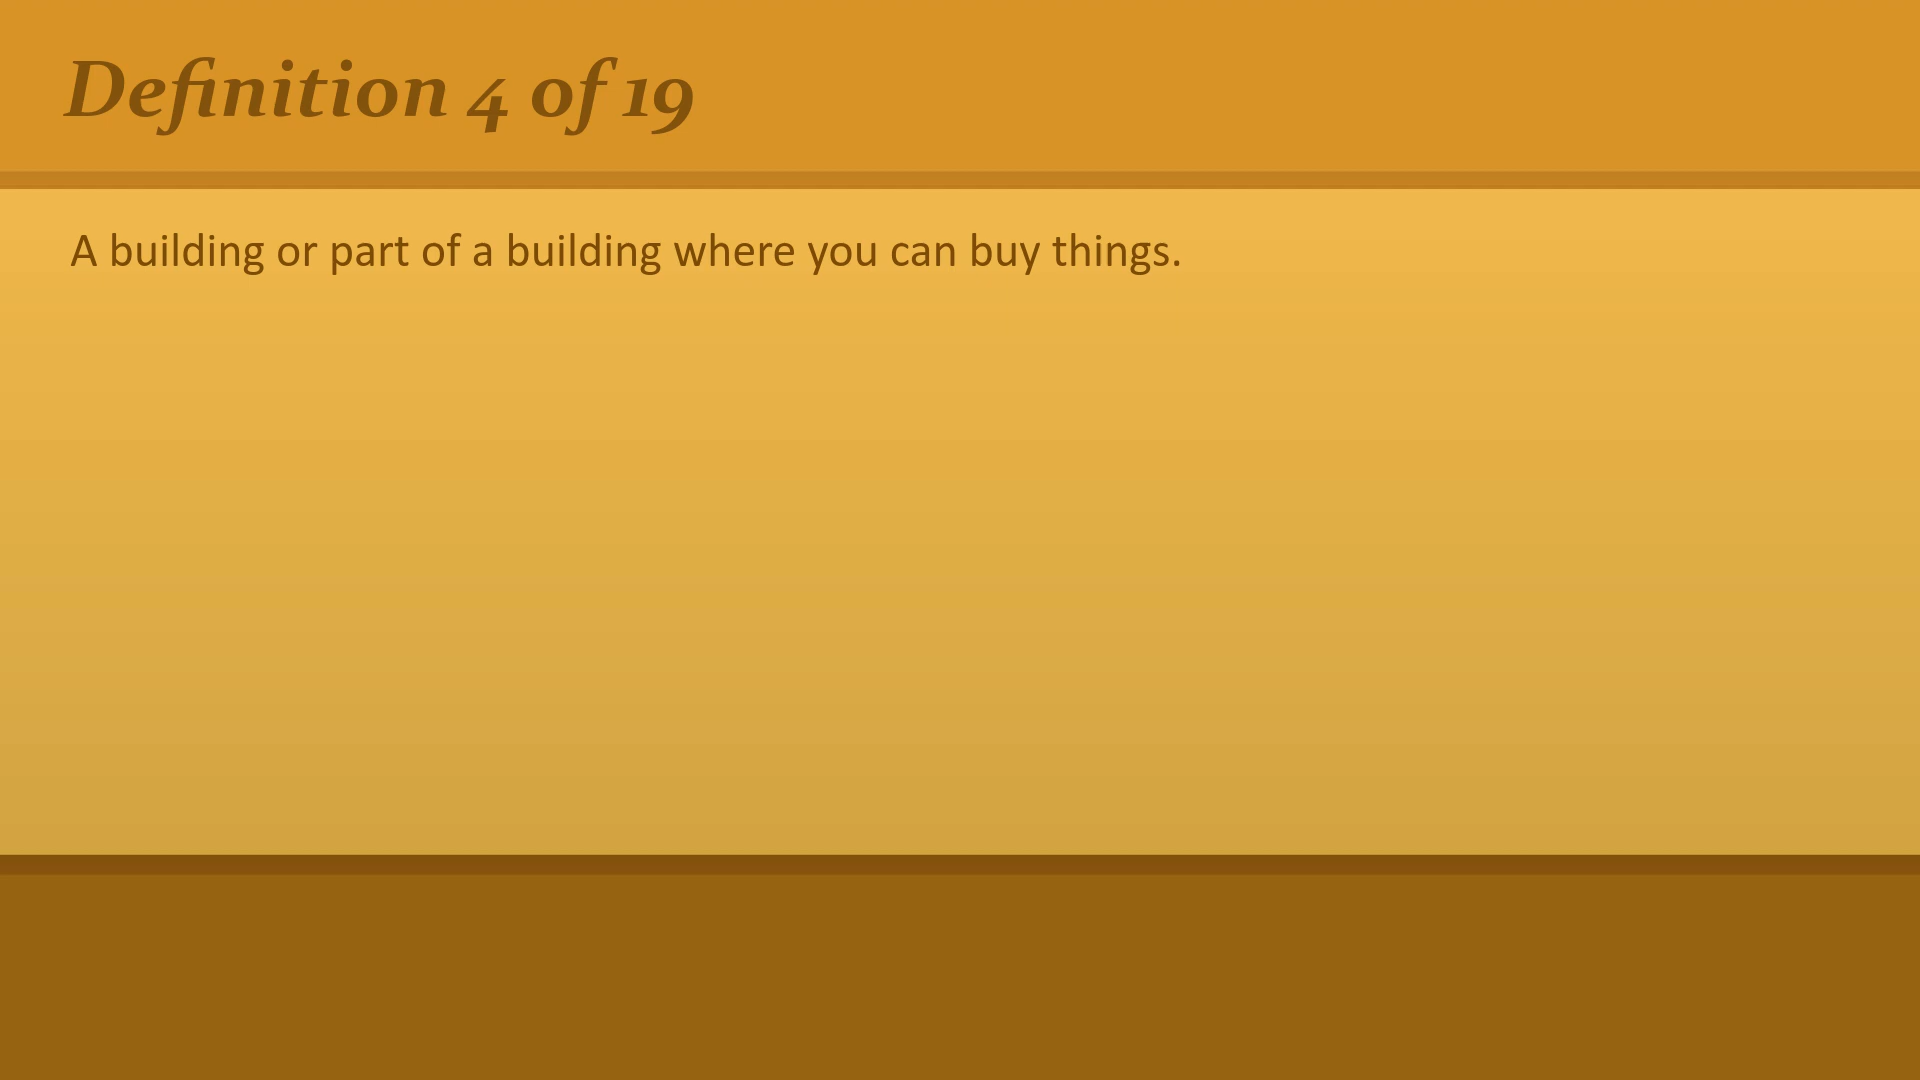 Definition 4 of 19
A building or part of a building where you can buy things.